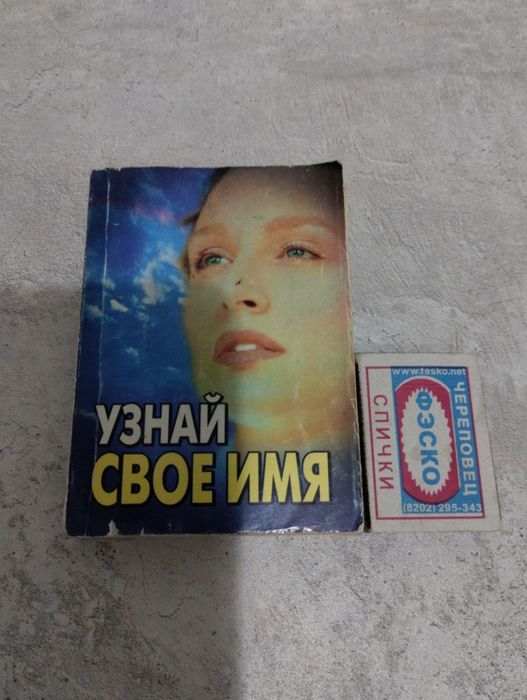 УЗНАЙ
СВОЕ ИМЯ
www.fesko.net
СПИЧКИ
ФЭСКО
ЧЕРЕПОВЕЦ
(8202) 295-343